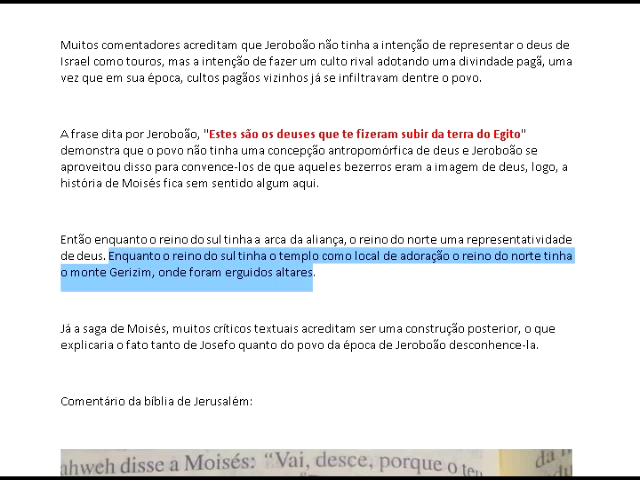 Muitos comentadores acreditam que Jeroboão não tinha a intenção de representar o deus de
Israel como touros, mas a intenção de fazer um culto rival adotando uma divindade pagã, uma
vez que em sua época, cultos pagãos vizinhos já se infiltravam dentre o povo.
A frase dita por Jeroboão, "Estes são os deuses que te fizeram subir da terra do Egito"
demonstra que o povo não tinha uma concepção antropomórfica de deus e Jeroboão se
aproveitou disso para convence-los de que aqueles bezerros eram a imagem de deus, logo, a
história de Moisés fica sem sentido algum aqui.
Então enquanto o reino do sul tinha a arca da aliança, o reino do norte uma representatividade
de deus. Enquanto o reino do sul tinha o templo como local de adoração o reino do norte tinha
o monte Gerizim, onde foram erguidos altares.
Já a saga de Moisés, muitos críticos textuais acreditam ser uma construção posterior, o que
explicaria o fato tanto de Josefo quanto do povo da época de Jeroboão desconhence-la.
Comentário da bíblia de Jerusalém:
ahweh disse a Moisés: "Vai, desce, porque o